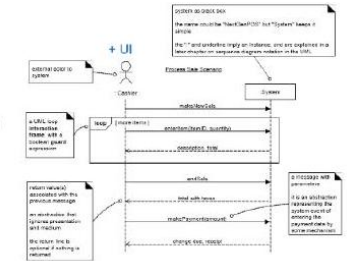 system as black box
the name could be "NextGenPOS" but "System" keeps it
simple
the ":" and underline imply an instance, and are explained in a
later chapter on sequence diagram notation in the UML
+ UI
external actor to
system
Process Sale Scenario
: Cashier
: System
makeNewSale
a UML loop
interaction
frame, with a
boolean guard
expression
loop
[ more items ]
enterItem(itemID, quantity)
description, total
endSale
return value(s)
associated with the
previous message
an abstraction that
ignores presentation
and medium
the return line is
optional if nothing is
returned
total with taxes
makePayment(amount)
change due, receipt
a message with
parameters
it is an abstraction
representing the
system event of
entering the
payment data by
some mechanism